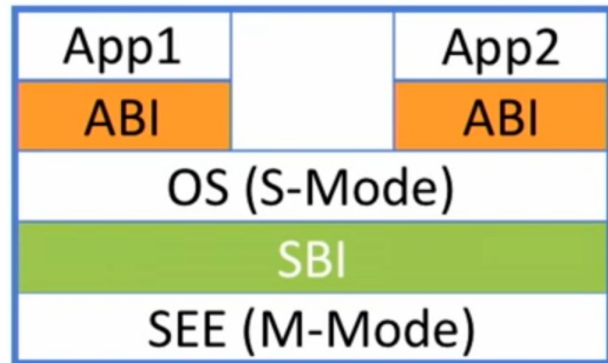 App1 App2
ABI ABI
OS (S-Mode)
SBI
SEE (M-Mode)